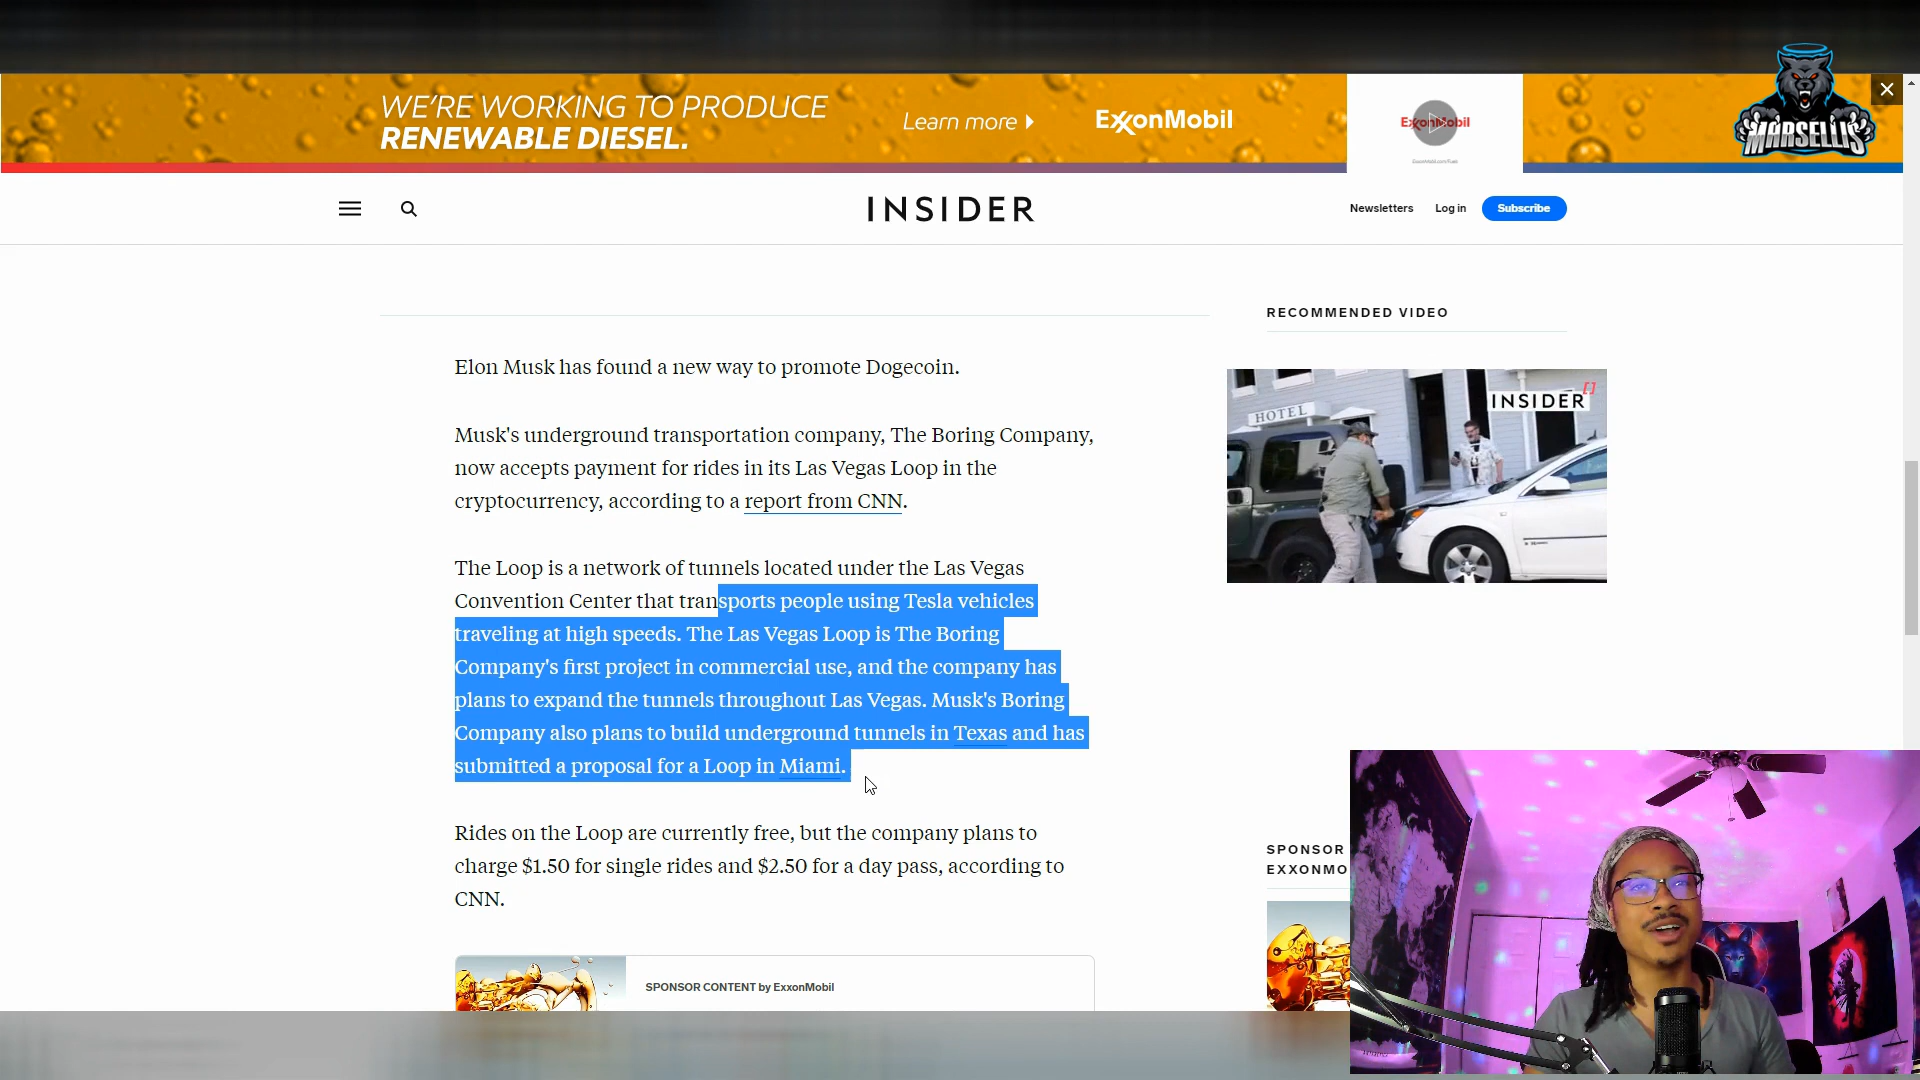 WE'RE WORKING TO PRODUCE
RENEWABLE DIESEL.
Learn more
ExxonMobil
ExxonMobil
MARSELLIS
INSIDER
Newsletters
Log in
Subscribe
Elon Musk has found a new way to promote Dogecoin.
Musk's underground transportation company, The Boring Company,
now accepts payment for rides in its Las Vegas Loop in the
cryptocurrency, according to a report from CNN.
The Loop is a network of tunnels located under the Las Vegas
Convention Center that transports people using Tesla vehicles
traveling at high speeds. The Las Vegas Loop is The Boring
Company's first project in commercial use, and the company has
plans to expand the tunnels throughout Las Vegas. Musk's Boring
Company also plans to build underground tunnels in Texas and has
submitted a proposal for a Loop in Miami.
Rides on the Loop are currently free, but the company plans to
charge $1.50 for single rides and $2.50 for a day pass, according to
CNN.
SPONSOR CONTENT by ExxonMobil
RECOMMENDED VIDEO
HOTEL
INSIDER
SPONSOR
EXXONMO